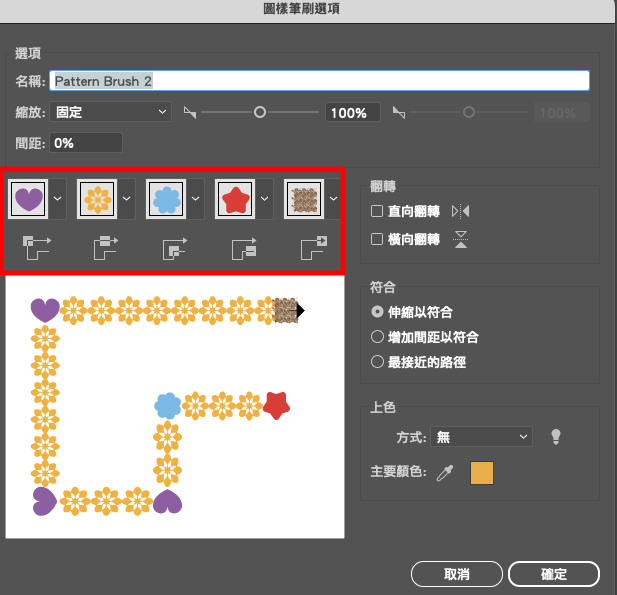 圖樣筆刷選項
選項
名稱: Pattern Brush 2
縮放: 固定 100% 100%
間距: 0%
翻轉
直向翻轉
橫向翻轉
符合
伸縮以符合
增加間距以符合
最接近的路徑
上色
方式: 無
主要顏色:
取消 確定